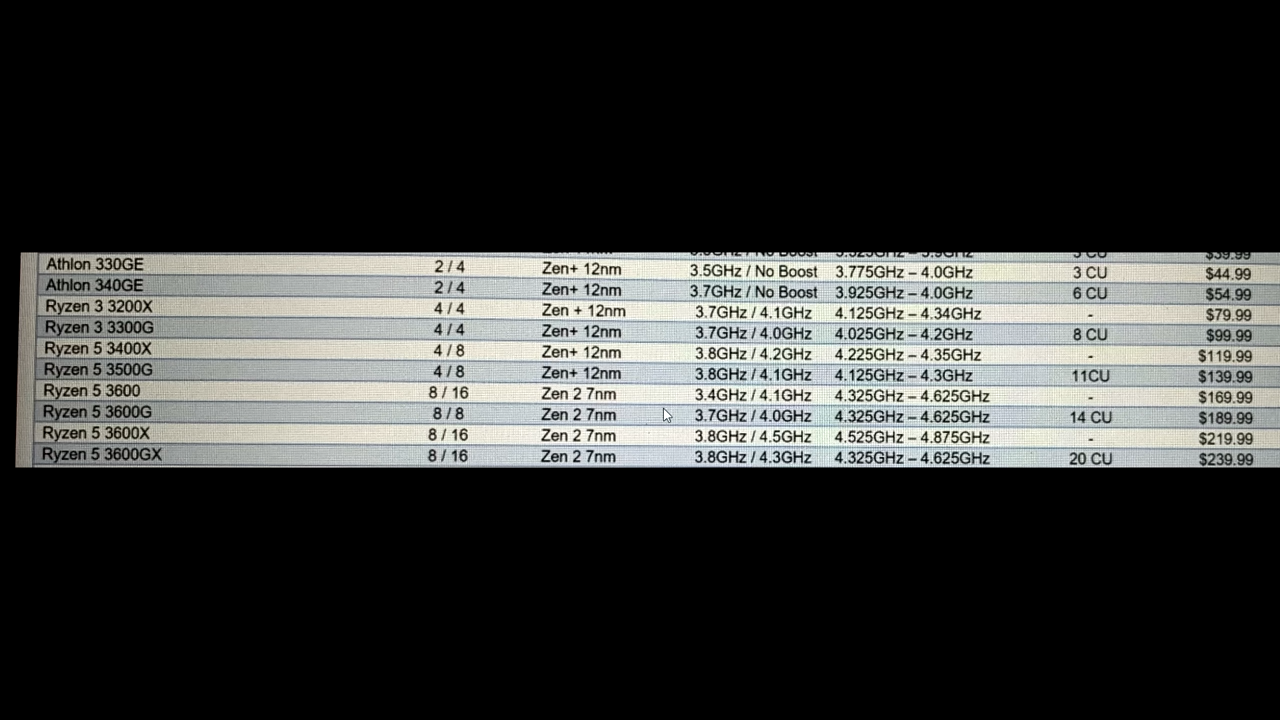 $39.99
Athlon 330GE 2 / 4 Zen+ 12nm 3.5GHz / No Boost 3.775GHz – 4.0GHz 3 CU $44.99
Athlon 340GE 2 / 4 Zen+ 12nm 3.7GHz / No Boost 3.925GHz – 4.0GHz 6 CU $54.99
Ryzen 3 3200X 4 / 4 Zen + 12nm 3.7GHz / 4.1GHz 4.125GHz – 4.34GHz - $79.99
Ryzen 3 3300G 4 / 4 Zen+ 12nm 3.7GHz / 4.0GHz 4.025GHz – 4.2GHz 8 CU $99.99
Ryzen 5 3400X 4 / 8 Zen+ 12nm 3.8GHz / 4.2GHz 4.225GHz – 4.35GHz - $119.99
Ryzen 5 3500G 4 / 8 Zen+ 12nm 3.8GHz / 4.1GHz 4.125GHz – 4.3GHz 11CU $139.99
Ryzen 5 3600 8 / 16 Zen 2 7nm 3.4GHz / 4.1GHz 4.325GHz – 4.625GHz - $169.99
Ryzen 5 3600G 8 / 8 Zen 2 7nm 3.7GHz / 4.0GHz 4.325GHz – 4.625GHz 14 CU $189.99
Ryzen 5 3600X 8 / 16 Zen 2 7nm 3.8GHz / 4.5GHz 4.525GHz – 4.875GHz - $219.99
Ryzen 5 3600GX 8 / 16 Zen 2 7nm 3.8GHz / 4.3GHz 4.325GHz – 4.625GHz 20 CU $239.99